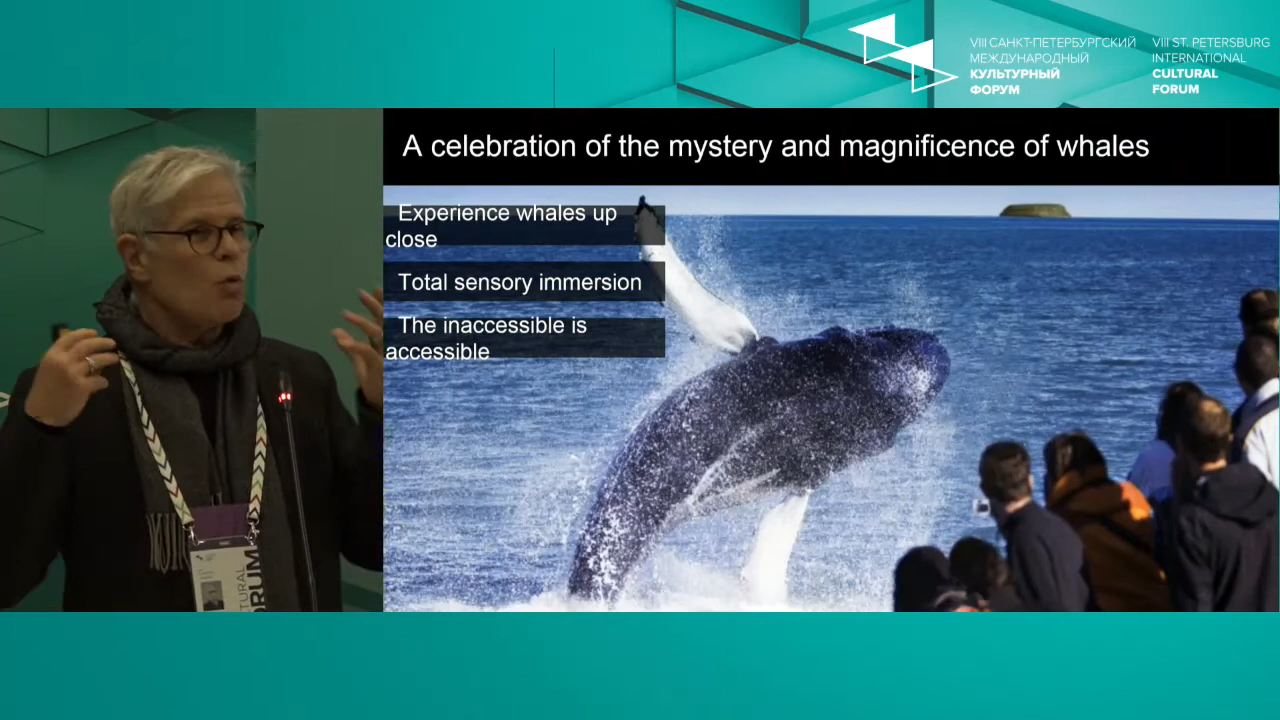 VIII САНКТ-ПЕТЕРБУРГСКИЙ
МЕЖДУНАРОДНЫЙ
КУЛЬТУРНЫЙ
ФОРУМ
VIII ST. PETERSBURG
INTERNATIONAL
CULTURAL
FORUM
A celebration of the mystery and magnificence of whales
Experience whales up
close
Total sensory immersion
The inaccessible is
accessible